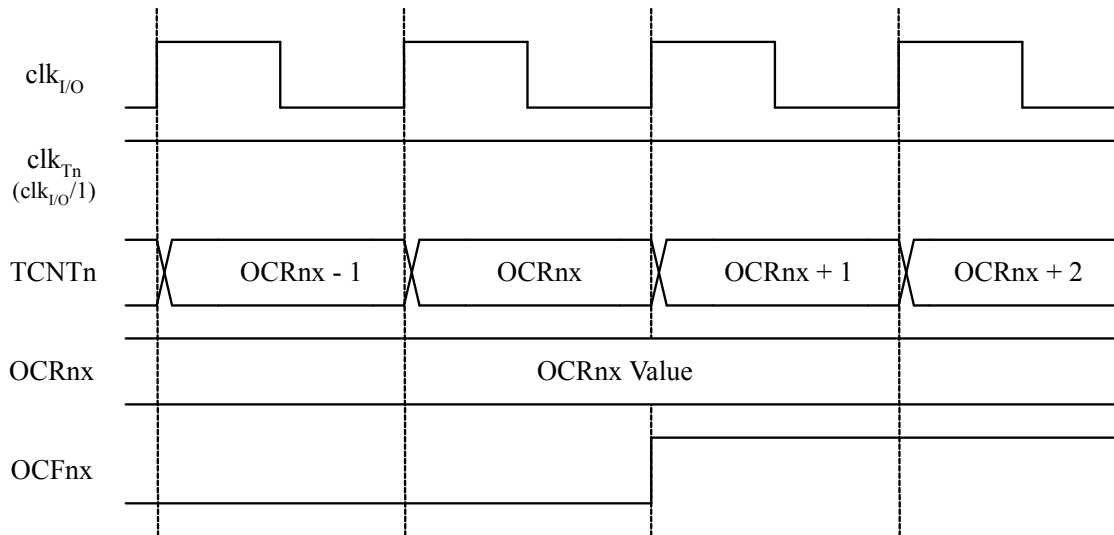 clkI/O
clkTn
(clkI/O/1)
TCNTn OCRnx - 1 OCRnx OCRnx + 1 OCRnx + 2
OCRnx OCRnx Value
OCFnx